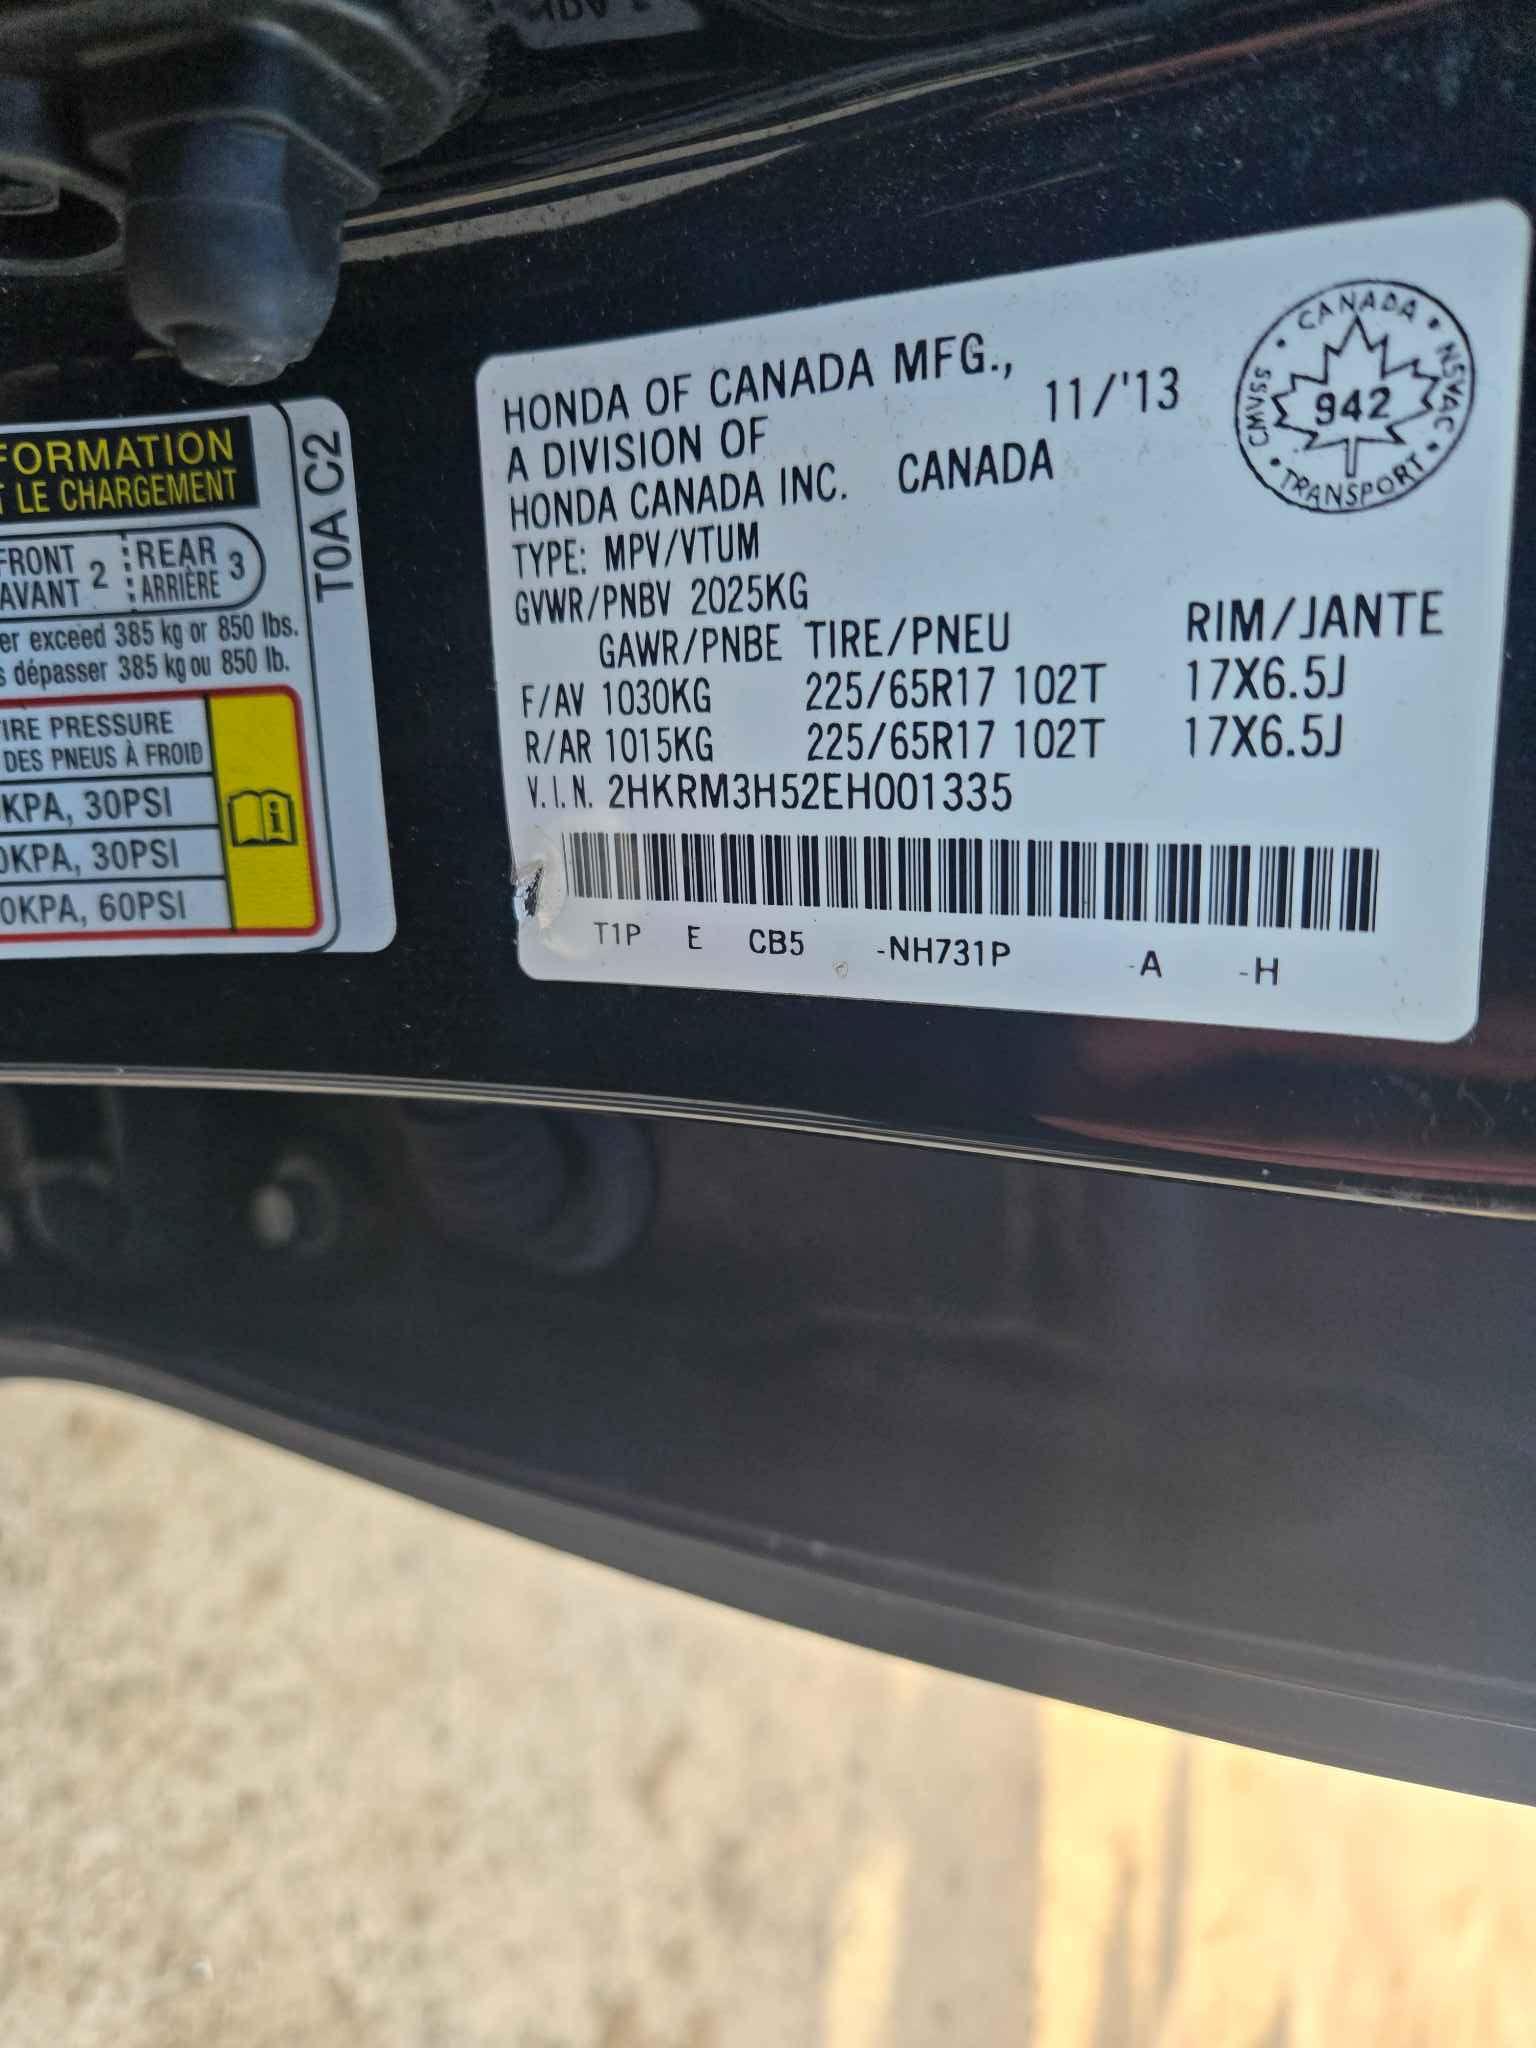 FORMATION
T LE CHARGEMENT
FRONT
AVANT 2
REAR
ARRIÈRE 3
er exceed 385 kg or 850 lbs.
s dépasser 385 kg ou 850 lb.
TIRE PRESSURE
DES PNEUS À FROID
KPA, 30PSI
0KPA, 30PSI
0KPA, 60PSI
T0A C2
HONDA OF CANADA MFG., 11/'13
A DIVISION OF
HONDA CANADA INC. CANADA
TYPE: MPV/VTUM
GVWR/PNBV 2025KG
GAWR/PNBE TIRE/PNEU RIM/JANTE
F/AV 1030KG 225/65R17 102T 17X6.5J
R/AR 1015KG 225/65R17 102T 17X6.5J
V.I.N. 2HKRM3H52EH001335
T1P E CB5 -NH731P -A -H
CANADA
CMVSS 942 NSVAC
TRANSPORT